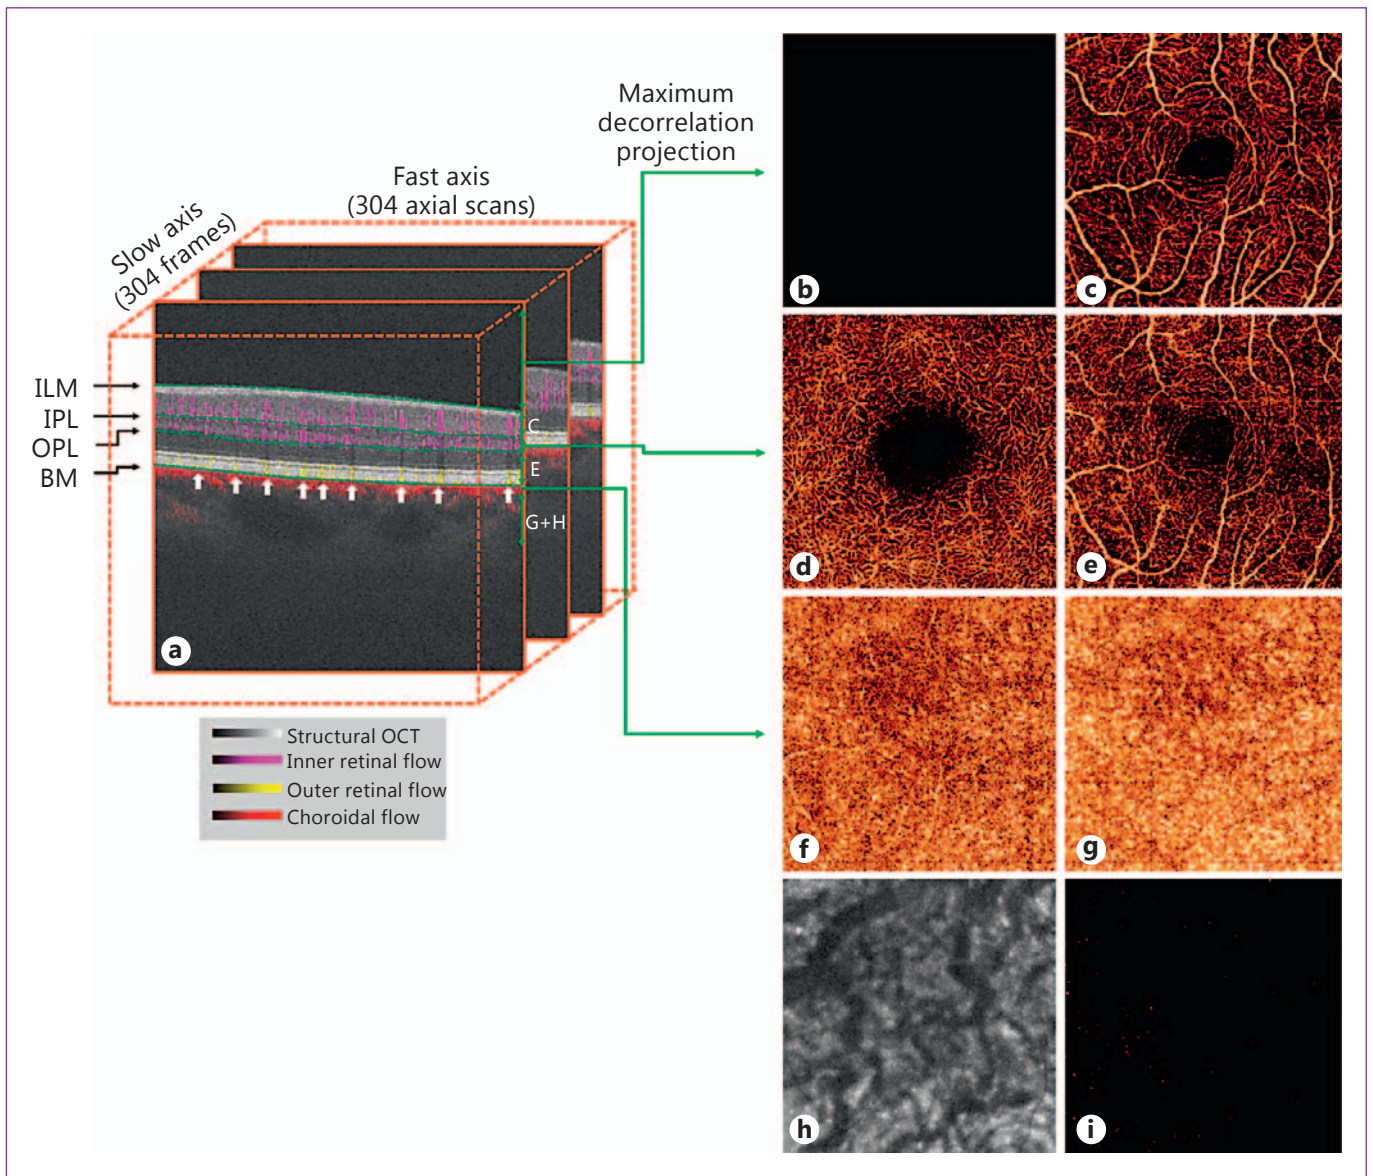 Maximum
decorrelation
projection
Fast axis
(304 axial scans)
Slow axis
(304 frames)
ILM
IPL
OPL
BM
C
E
G+H
a
Structural OCT
Inner retinal flow
Outer retinal flow
Choroidal flow
b
c
d
e
f
g
h
i